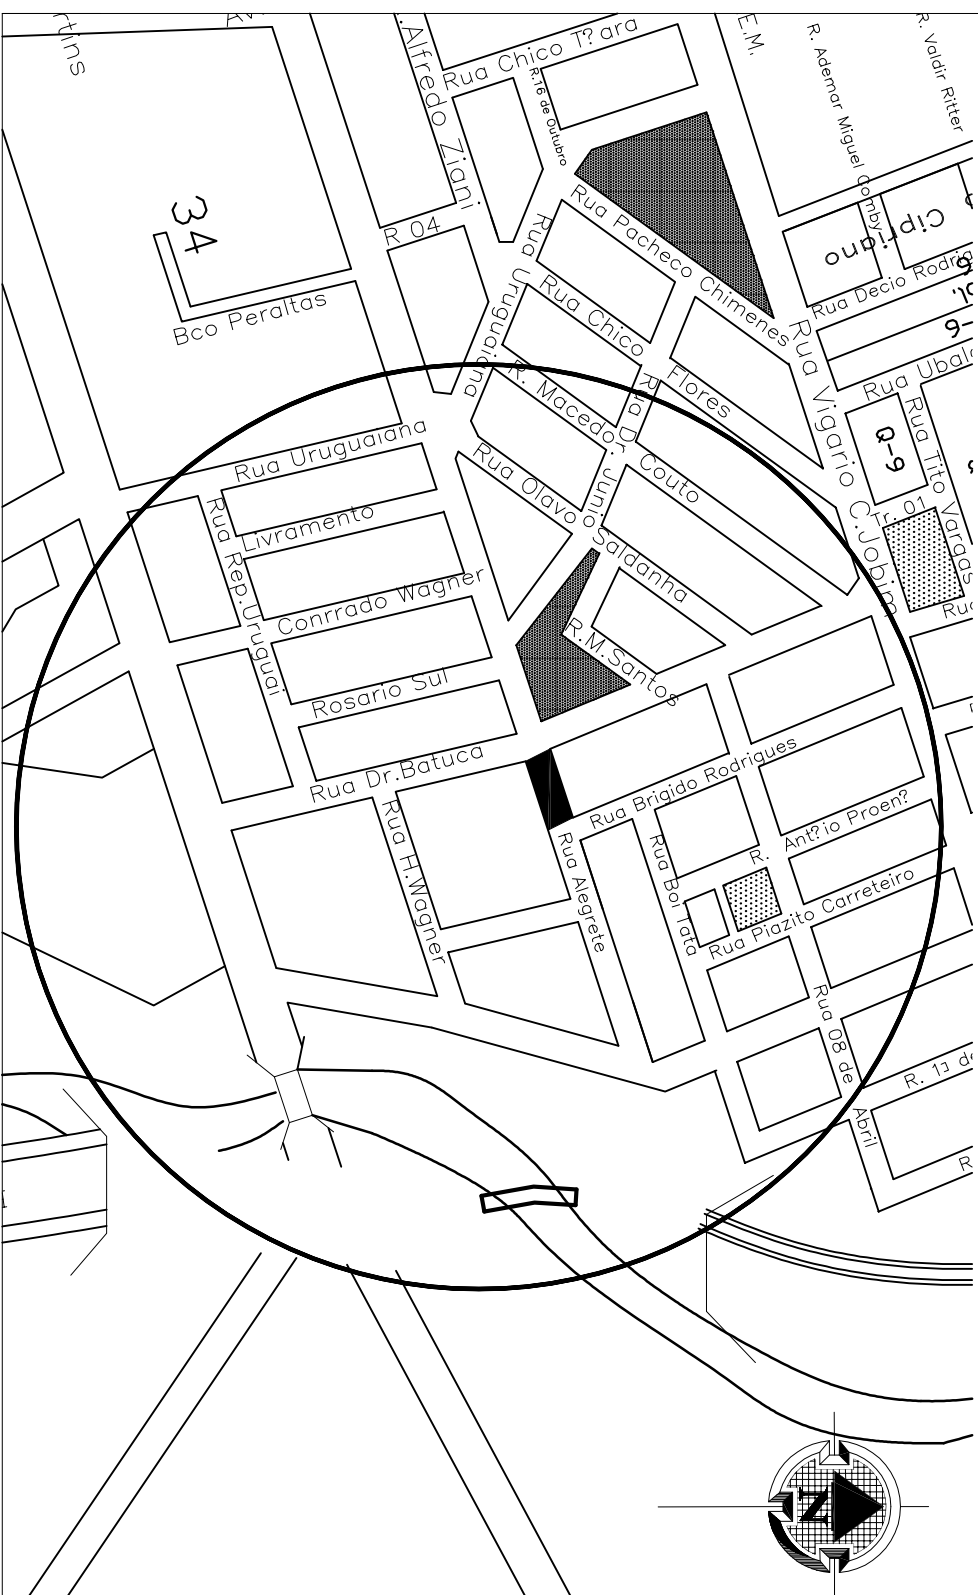 R. Alfredo Ziani
Rua Chico T?ara
R.16 de Outubro
E.M.
R. Ademar Miguel Comby
R. Valdir Ritter
34
R 04
Bco Peraltas
Rua Uruguaiana
Rua Pacheco Chimenes
Cipriano
Rua Decio Rodrig
Rua Chico Flores
Rua Vigario C.Jobim
Rua Ubal
R. Macedo Couto
Rua Dr. Junio
Q-9
Rua Tito Vargas
Tr. 01
Rua
Rua Uruguaiana
Livramento
Rua Rep.Uruguai
Rua Olavo Saldanha
Conrrado Wagner
R.M.Santos
Rosario Sul
Rua Dr.Batuca
Rua Brigido Rodrigues
R. Ant?io Proen?
Rua H.Wagner
Rua Alegrete
Rua Boi Tata
Rua Piazito Carreteiro
Rua 08 de Abril
N